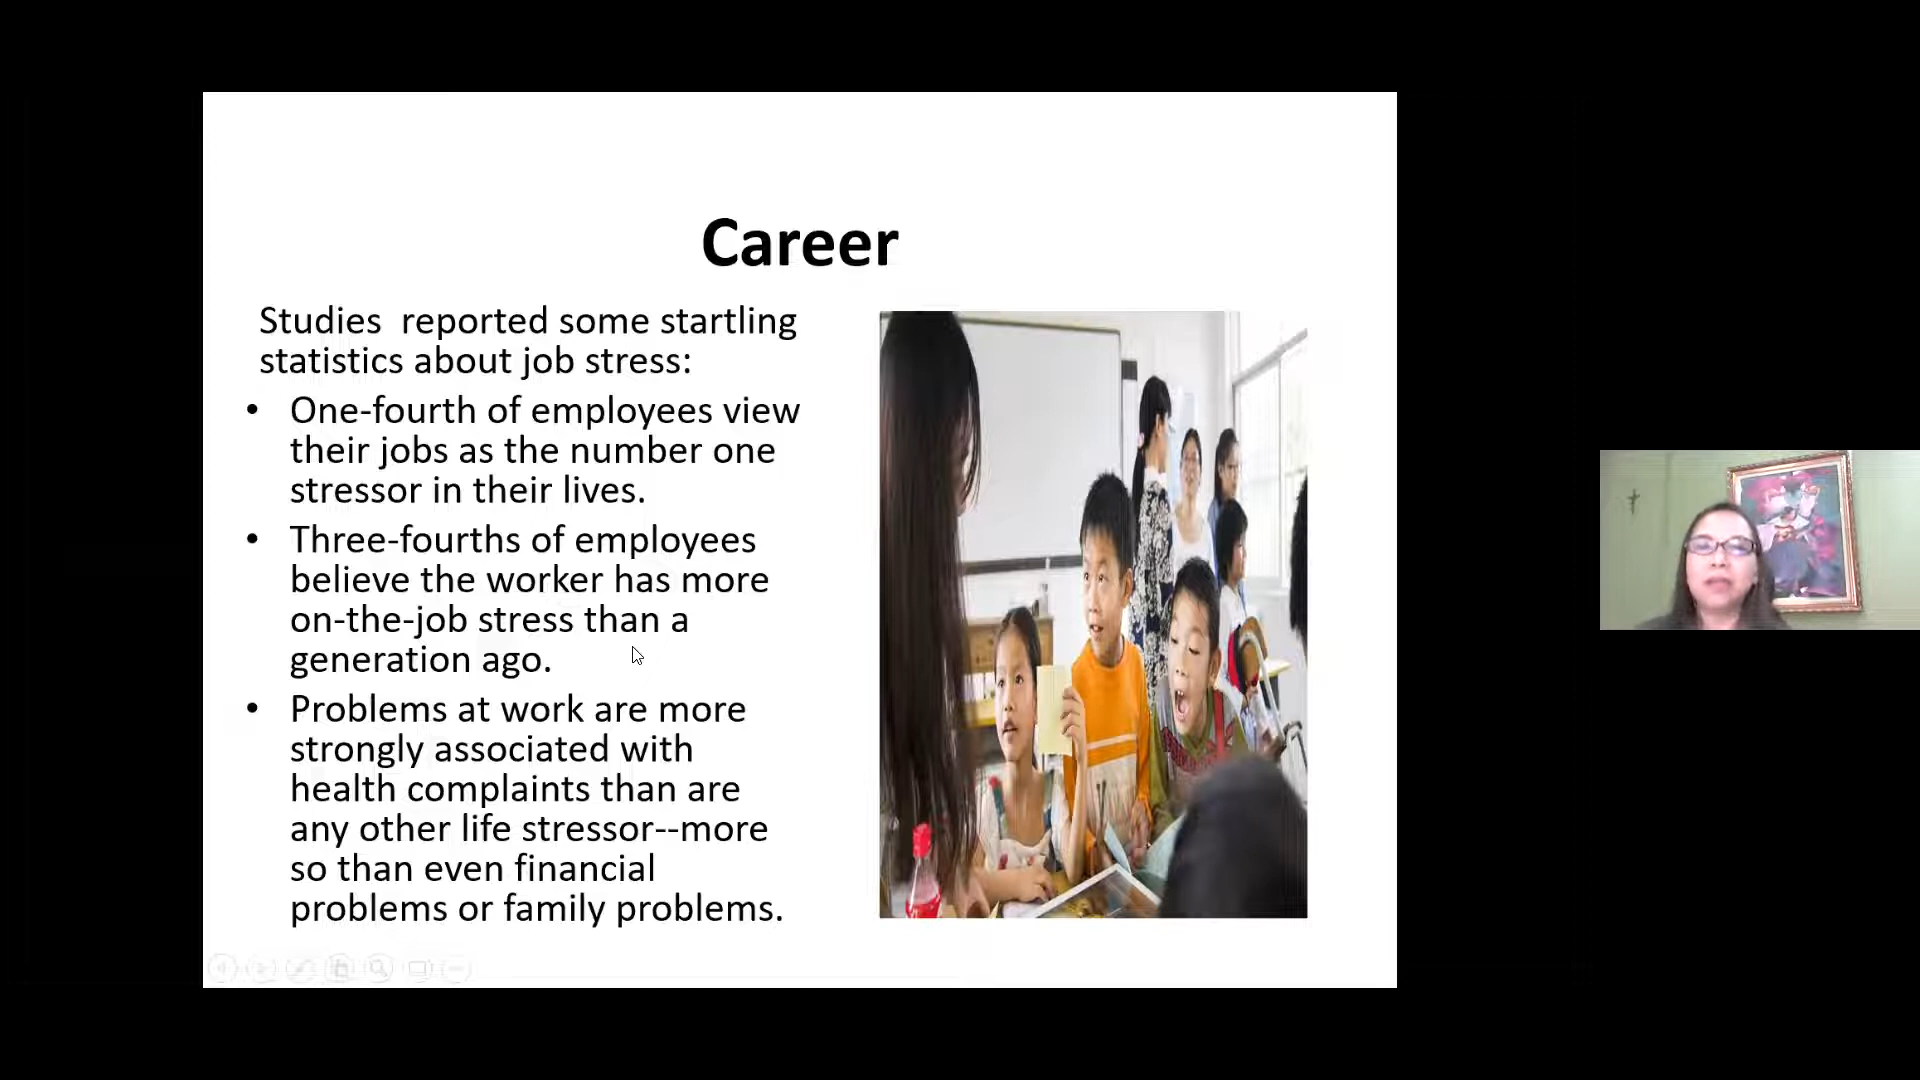 Career
Studies  reported some startling
statistics about job stress:
• One-fourth of employees view
their jobs as the number one
stressor in their lives.
• Three-fourths of employees
believe the worker has more
on-the-job stress than a
generation ago.
• Problems at work are more
strongly associated with
health complaints than are
any other life stressor--more
so than even financial
problems or family problems.